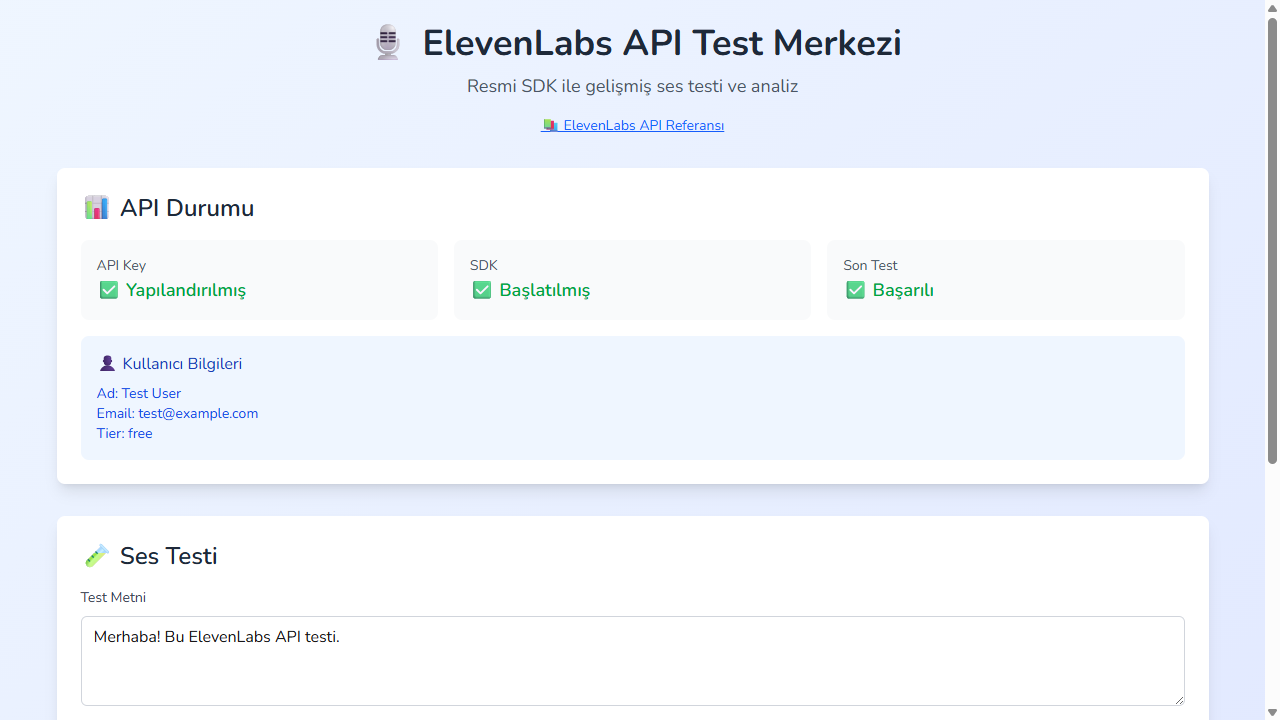 ElevenLabs API Test Merkezi
Resmi SDK ile gelişmiş ses testi ve analiz
ElevenLabs API Referansı
API Durumu
API Key
Yapılandırılmış
SDK
Başlatılmış
Son Test
Başarılı
Kullanıcı Bilgileri
Ad: Test User
Email: test@example.com
Tier: free
Ses Testi
Test Metni
Merhaba! Bu ElevenLabs API testi.